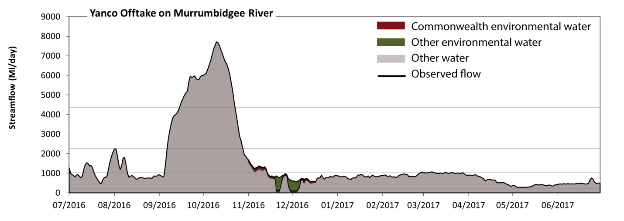 Yanco Offtake on Murrumbidgee River
Streamflow (Ml/day)
9000
8000
7000
6000
5000
4000
3000
2000
1000
0
Commonwealth environmental water
Other environmental water
Other water
Observed flow
07/2016 08/2016 09/2016 10/2016 11/2016 12/2016 01/2017 02/2017 03/2017 04/2017 05/2017 06/2017